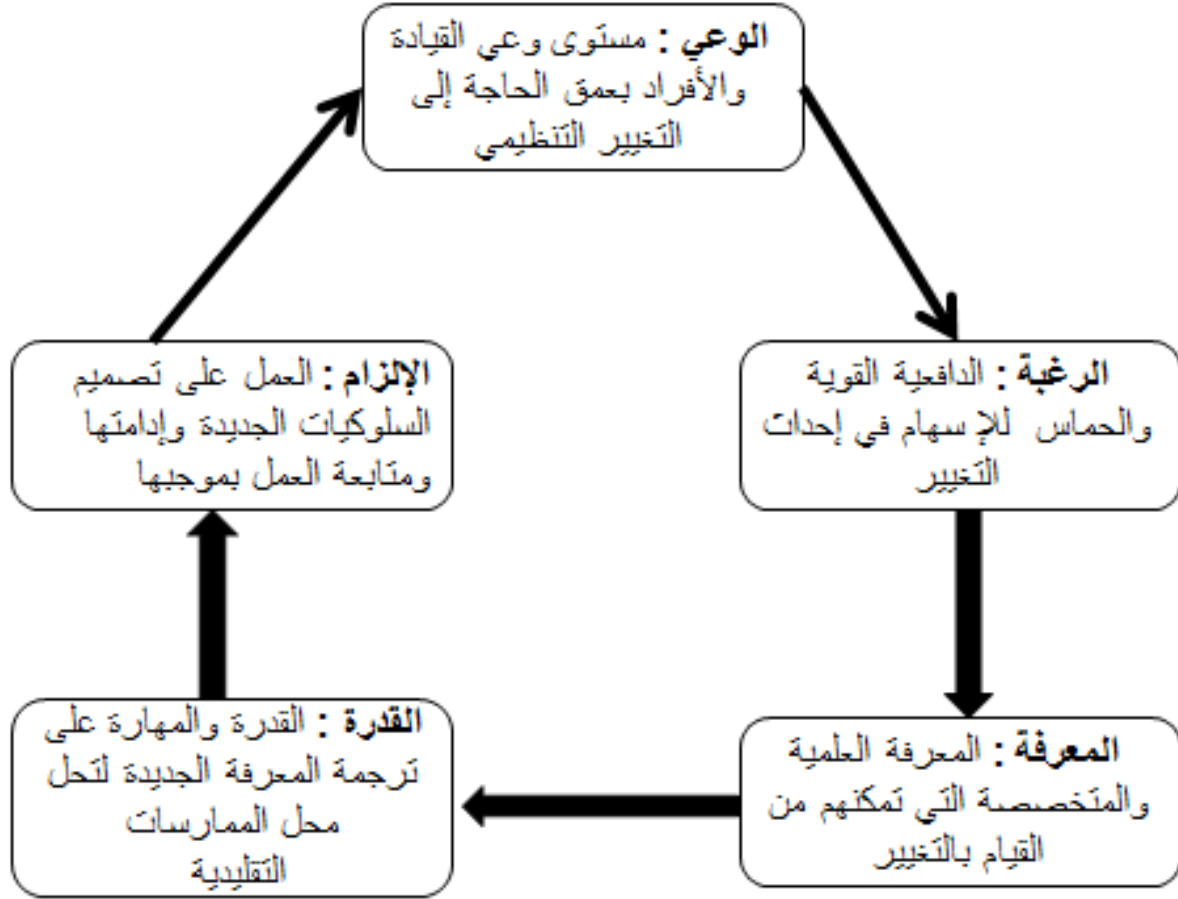 الوعي : مستوى وعي القيادة
والأفراد بعمق الحاجة إلى
التغيير التنظيمي
الرغبة : الدافعية القوية
والحماس للإ سهام في إحداث
التغيير
المعرفة : المعرفة العلمية
والمتخصصة التي تمكنهم من
القيام بالتغيير
القدرة : القدرة والمهارة على
ترجمة المعرفة الجديدة لتحل
محل الممارسات
التقليدية
الإلزام : العمل على تصميم
السلوكيات الجديدة وإدامتها
ومتابعة العمل بموجبها